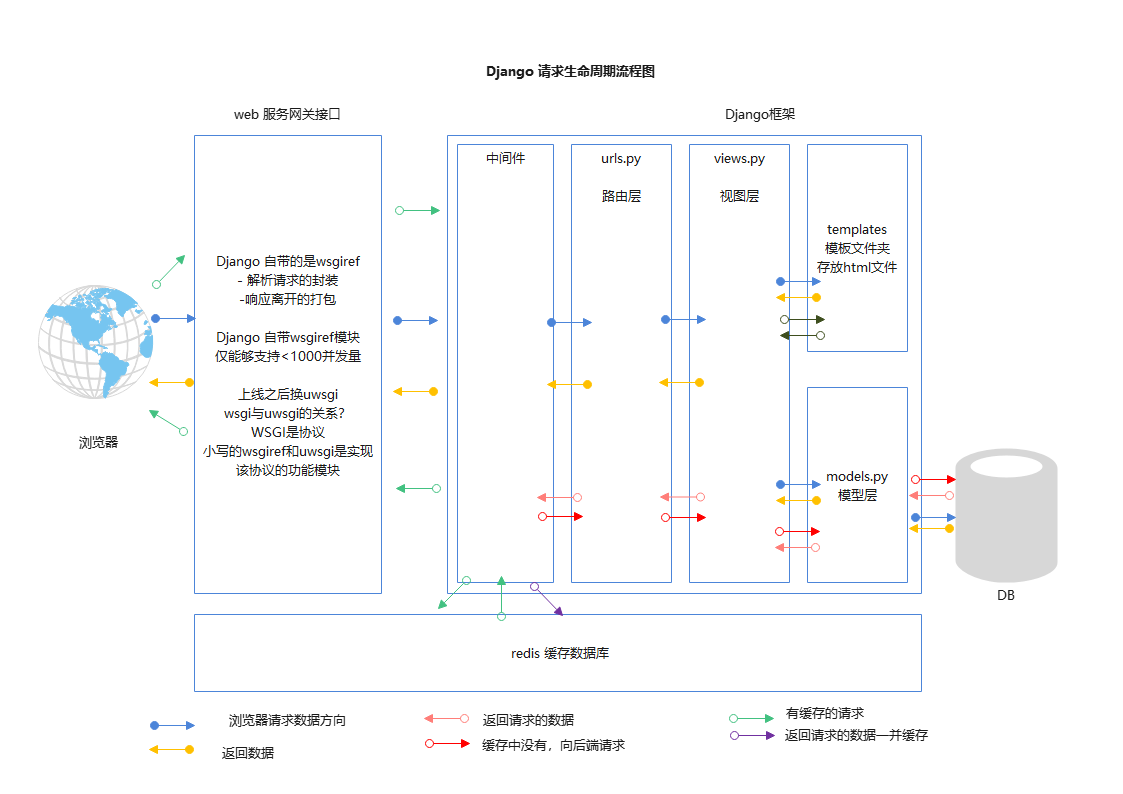 Django 请求生命周期流程图
web 服务网关接口
Django框架
中间件
urls.py
路由层
views.py
视图层
templates
模板文件夹
存放html文件
Django 自带的是wsgiref
- 解析请求的封装
-响应离开的打包
Django 自带wsgiref模块
仅能够支持<1000并发量
上线之后换uwsgi
wsgi与uwsgi的关系？
WSGI是协议
小写的wsgiref和uwsgi是实现
该协议的功能模块
浏览器
models.py
模型层
DB
redis 缓存数据库
浏览器请求数据方向
返回数据
返回请求的数据
缓存中没有，向后端请求
有缓存的请求
返回请求的数据一并缓存